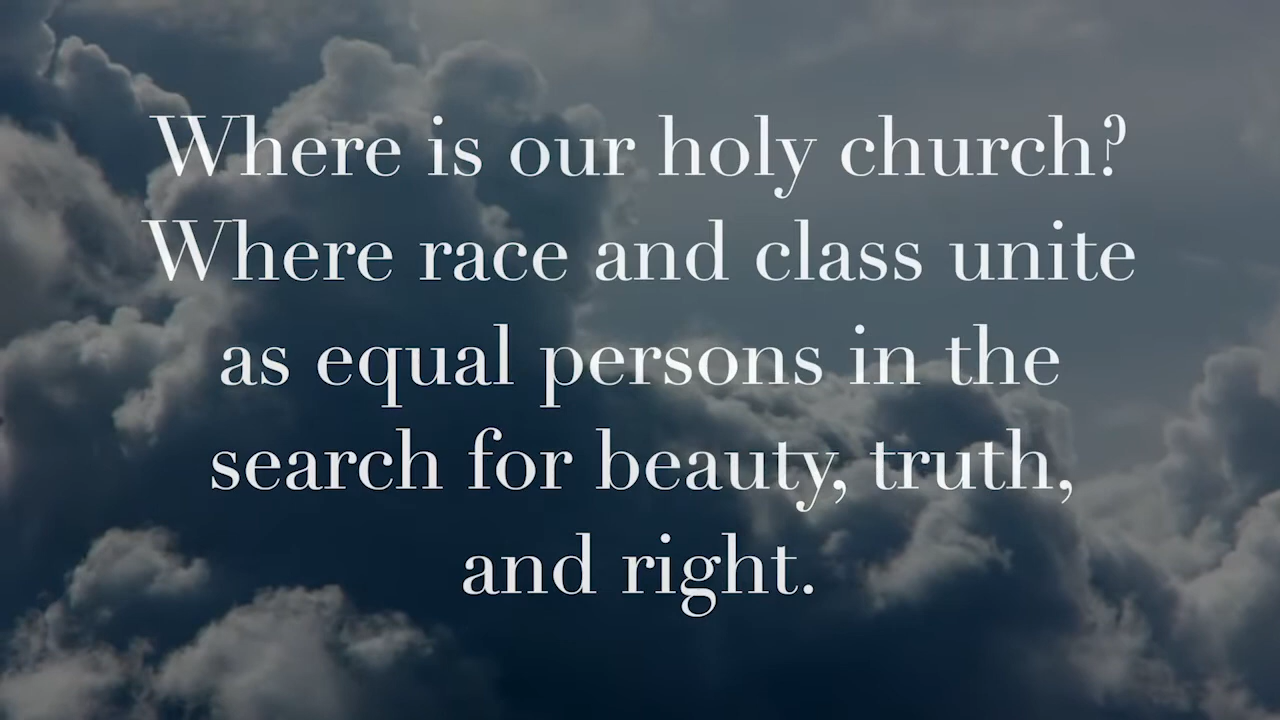 Where is our holy church?
Where race and class unite
as equal persons in the
search for beauty, truth,
and right.